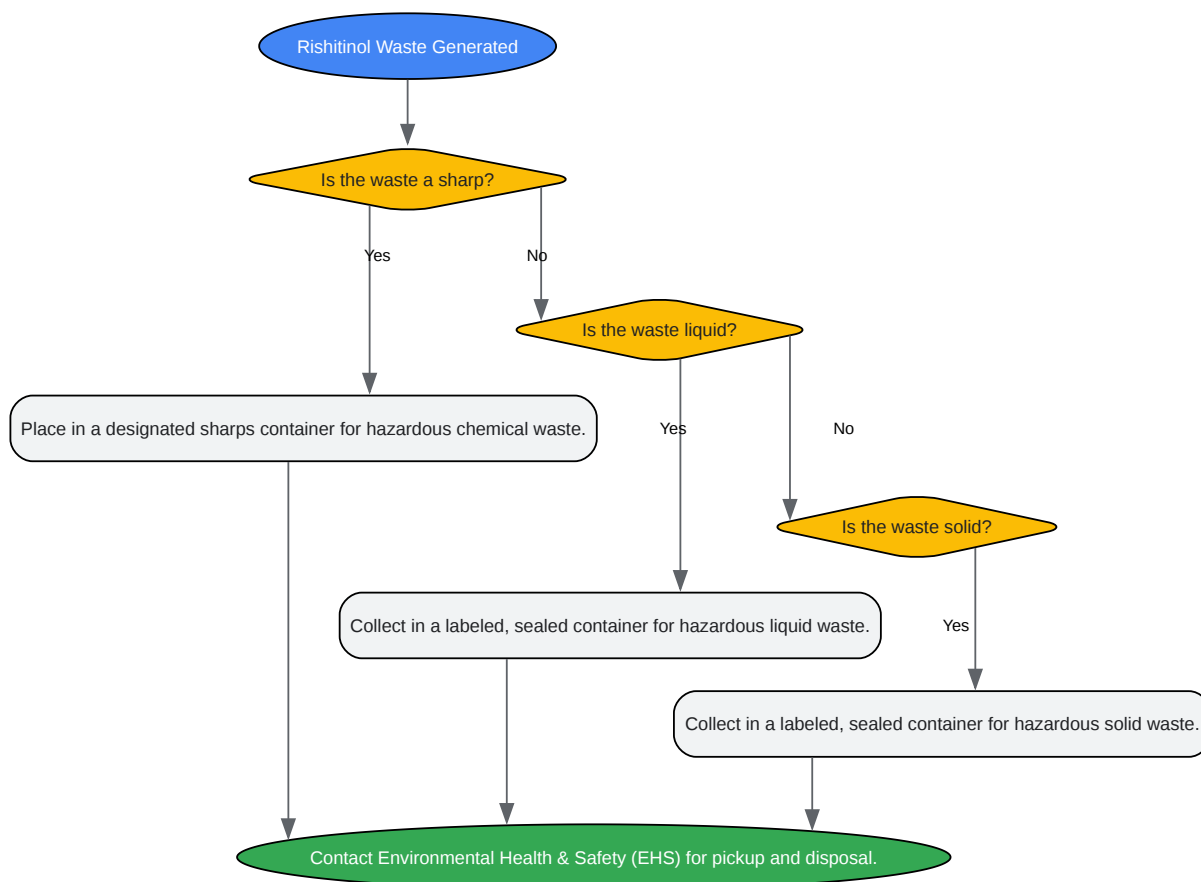 Rishitinol Waste Generated
Is the waste a sharp?
Yes
No
Is the waste liquid?
Place in a designated sharps container for hazardous chemical waste.
Yes
No
Is the waste solid?
Collect in a labeled, sealed container for hazardous liquid waste.
Yes
Collect in a labeled, sealed container for hazardous solid waste.
Contact Environmental Health & Safety (EHS) for pickup and disposal.